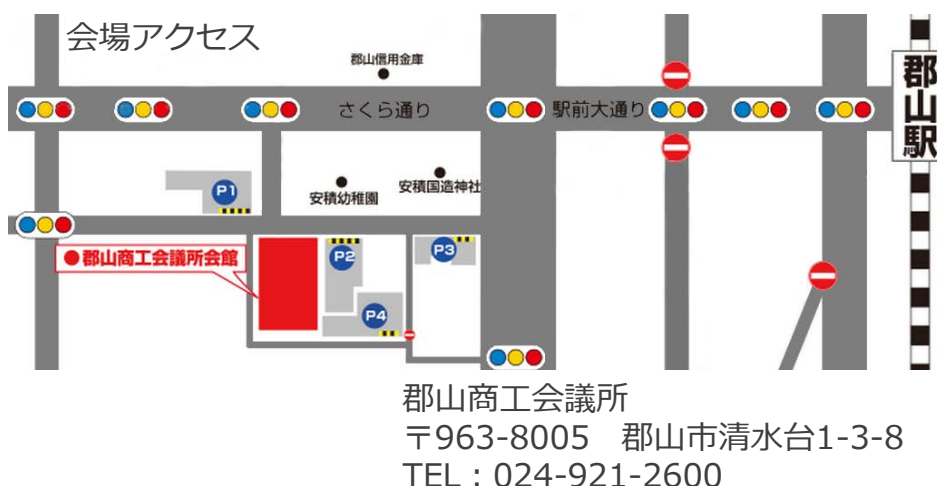 会場アクセス
郡山信用金庫
さくら通り
駅前大通り
郡山駅
P1
安積幼稚園
安積国造神社
郡山商工会議所会館
P2
P3
P4
郡山商工会議所
〒963-8005　郡山市清水台1-3-8
TEL：024-921-2600